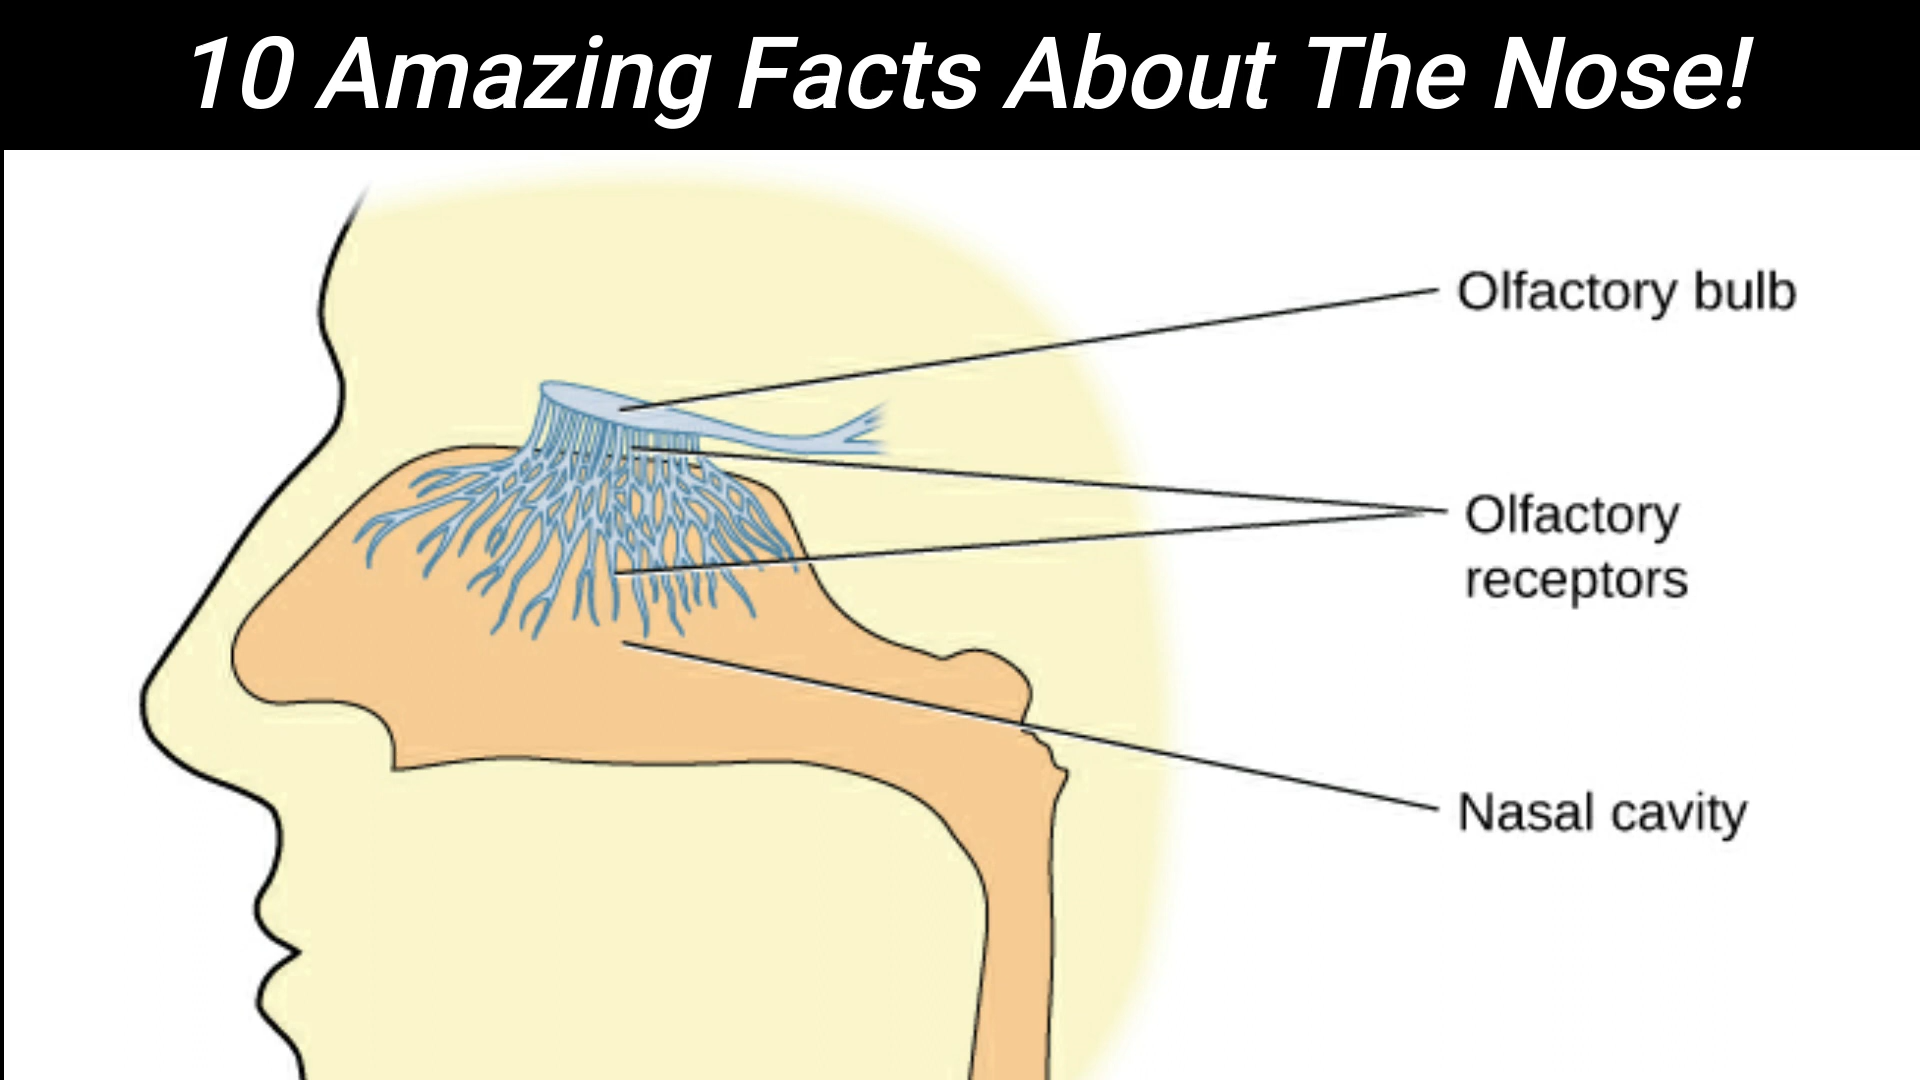 10 Amazing Facts About The Nose!
Olfactory bulb
Olfactory
receptors
Nasal cavity